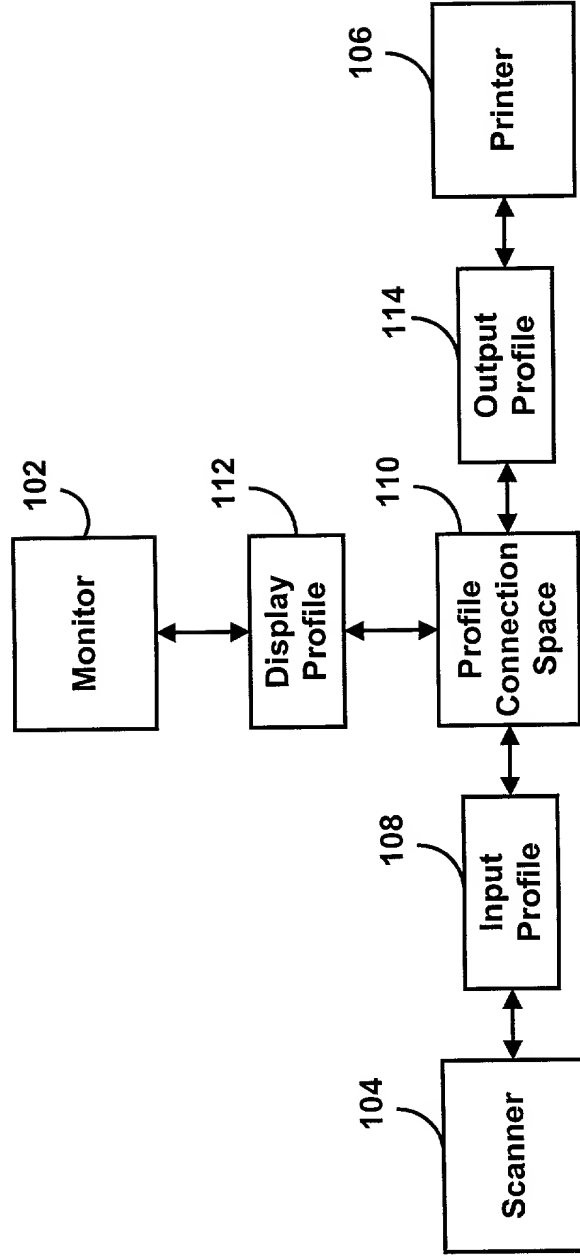 102
Monitor
112
Display
Profile
104
Scanner
108
Input
Profile
110
Profile
Connection
Space
114
Output
Profile
106
Printer